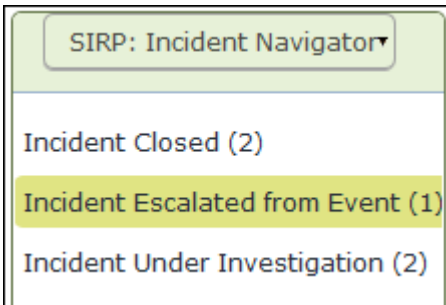 SIRP: Incident Navigator
Incident Closed (2)
Incident Escalated from Event (1)
Incident Under Investigation (2)